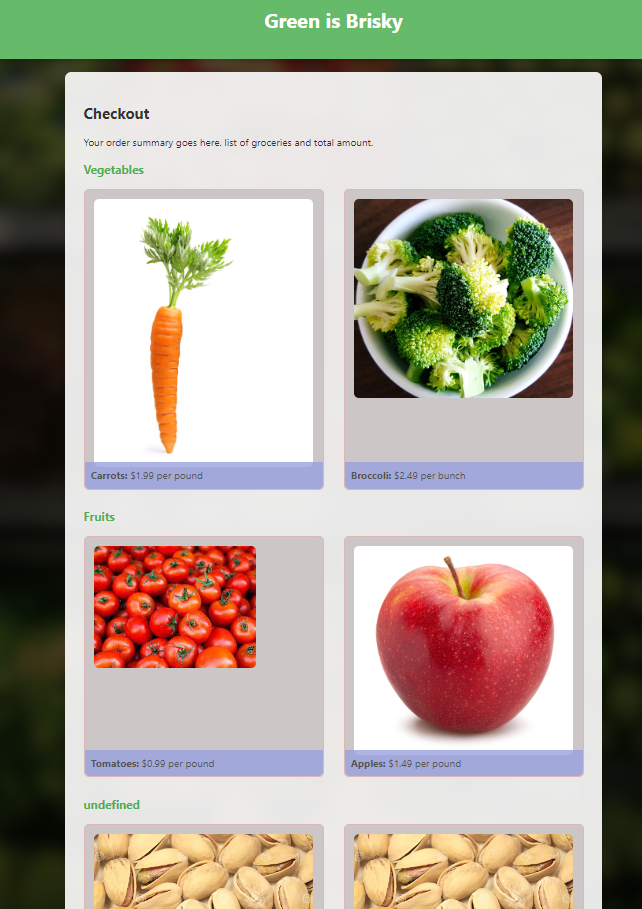 Green is Brisky
Checkout
Your order summary goes here. list of groceries and total amount.
Vegetables
Carrots: $1.99 per pound
Broccoli: $2.49 per bunch
Fruits
Tomatoes: $0.99 per pound
Apples: $1.49 per pound
undefined